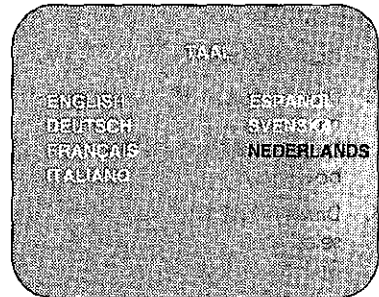 TAAL
ENGLISH ESPAÑOL
DEUTSCH SVENSKA
FRANÇAIS NEDERLANDS
ITALIANO